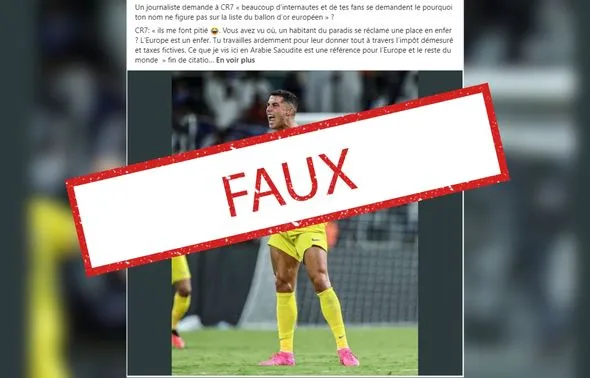 Un journaliste demande à CR7 « beaucoup d'internautes et de tes fans se demandent le pourquoi
ton nom ne figure pas sur la liste du ballon d'or européen » ?
CR7: « ils me font pitié 😂. Vous avez vu où, un habitant du paradis se réclamé une place en enfer
? L'Europe est un enfer. Tu travailles ardemment pour leur donner tout à travers l'impôt démesuré
et taxes fictives. Ce que je vis ici en Arabie Saoudite est une référence pour l'Europe et le reste du
monde » fin de citatio... En voir plus
FAUX